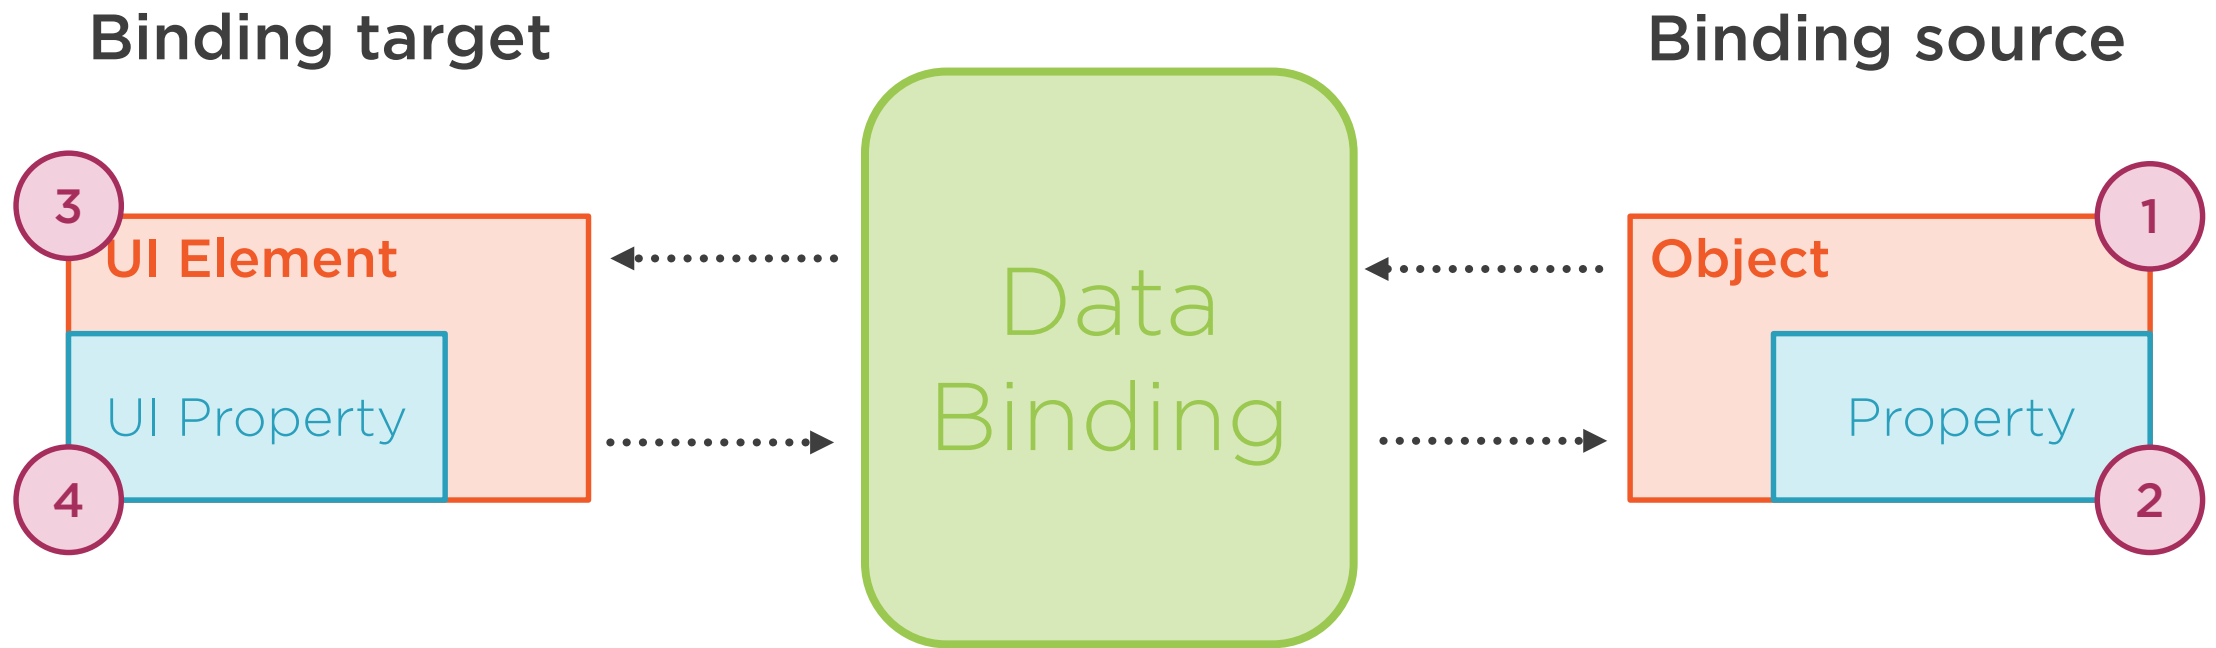 Binding target
Binding source
3
UI Element
UI Property
4
Data
Binding
1
Object
Property
2